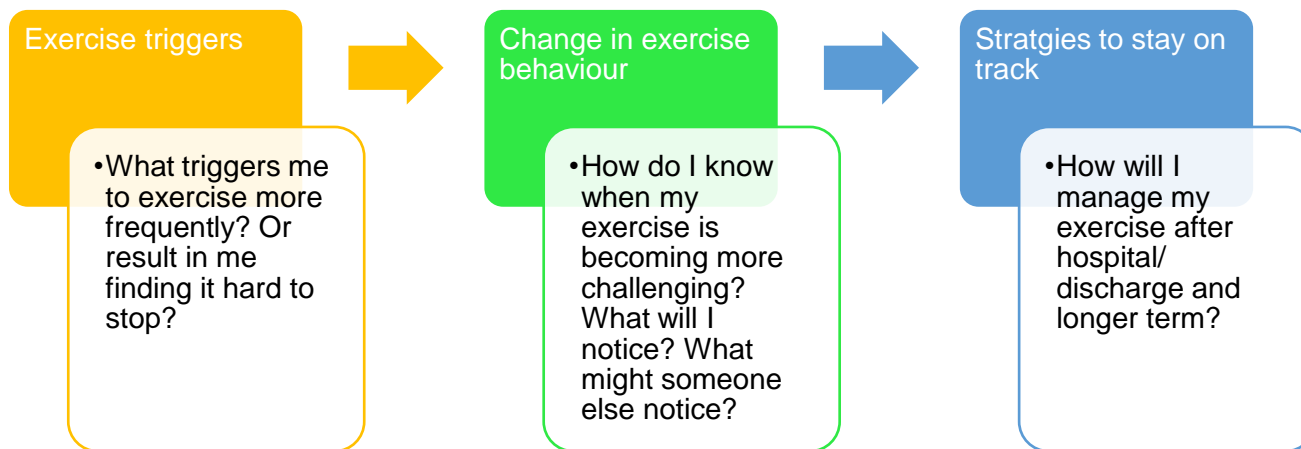 Exercise triggers
•What triggers me
to exercise more
frequently? Or
result in me
finding it hard to
stop?
Change in exercise
behaviour
•How do I know
when my
exercise is
becoming more
challenging?
What will I
notice? What
might someone
else notice?
Stratgies to stay on
track
•How will I
manage my
exercise after
hospital/
discharge and
longer term?